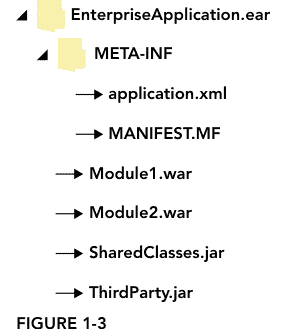 EnterpriseApplication.ear
META-INF
application.xml
MANIFEST.MF
Module1.war
Module2.war
SharedClasses.jar
ThirdParty.jar
FIGURE 1-3